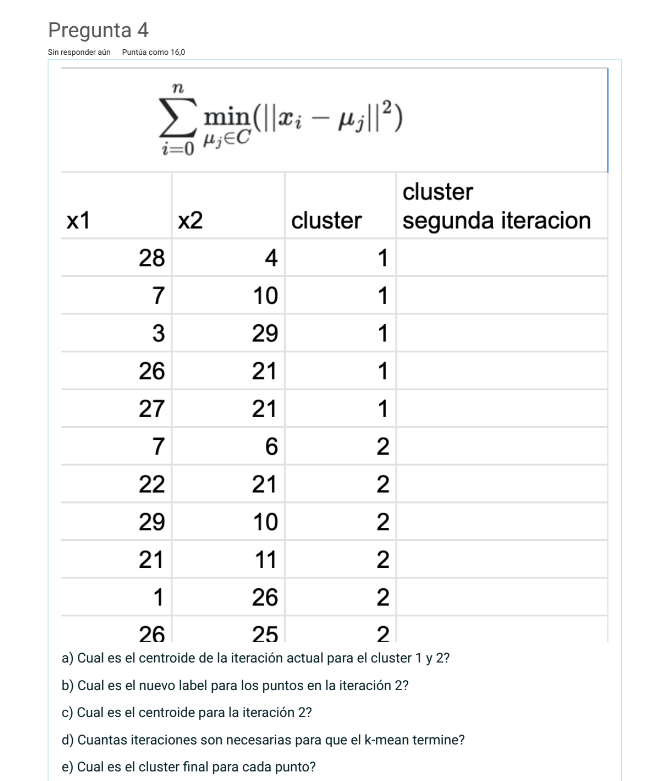 Pregunta 4
Sin responder aún Puntúa como 16,0
n
∑ min(||xᵢ − μⱼ||²)
i=0 μⱼ∈C
cluster
x1 x2 cluster segunda iteracion
28 4 1
7 10 1
3 29 1
26 21 1
27 21 1
7 6 2
22 21 2
29 10 2
21 11 2
1 26 2
26 25 2
a) Cual es el centroide de la iteración actual para el cluster 1 y 2?
b) Cual es el nuevo label para los puntos en la iteración 2?
c) Cual es el centroide para la iteración 2?
d) Cuantas iteraciones son necesarias para que el k-mean termine?
e) Cual es el cluster final para cada punto?